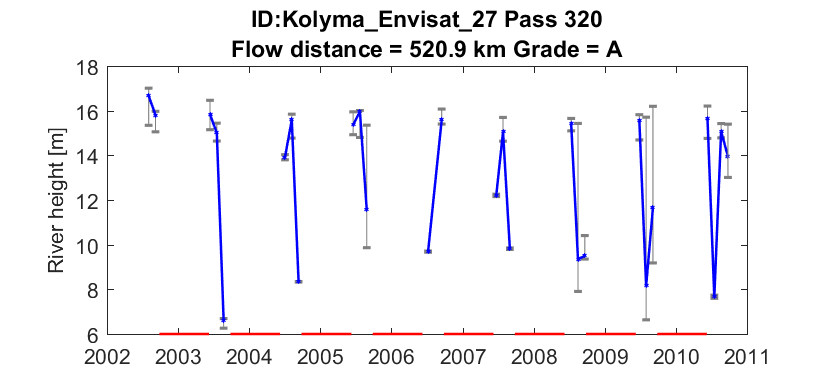 ID:Kolyma_Envisat_27 Pass 320
Flow distance = 520.9 km Grade = A
River height [m]
18
16
14
12
10
8
6
2002 2003 2004 2005 2006 2007 2008 2009 2010 2011